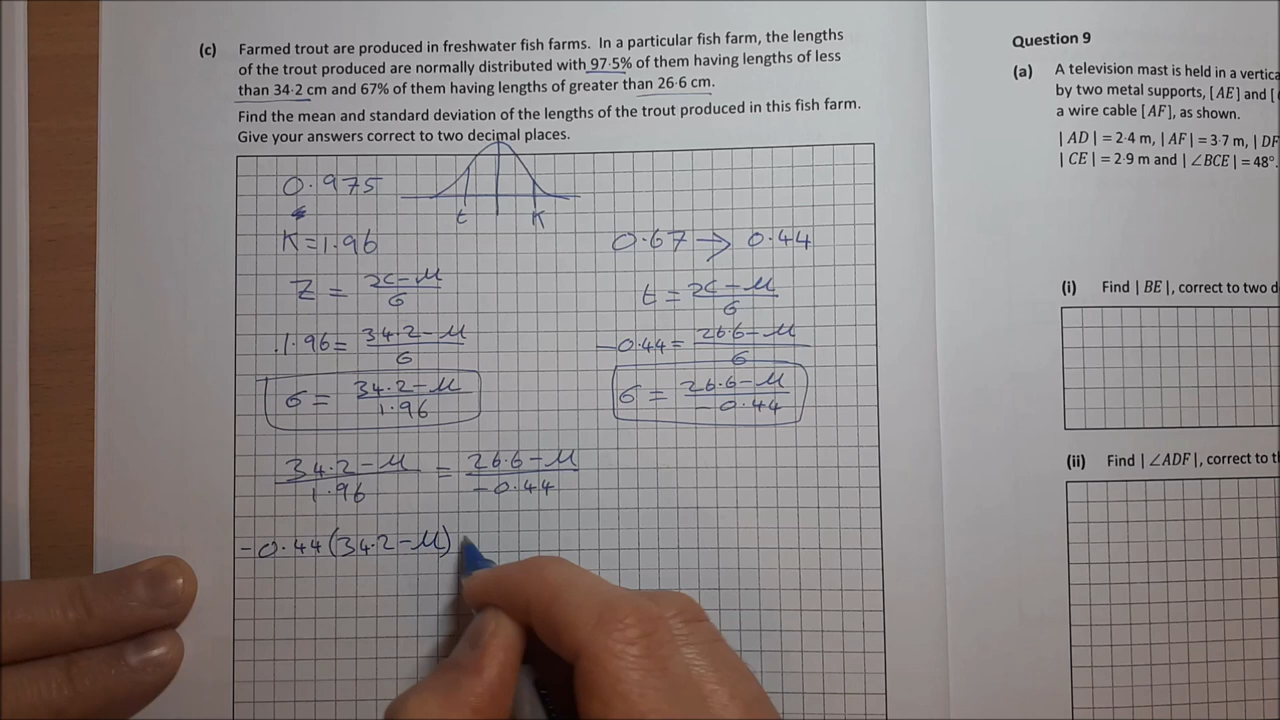 (c) Farmed trout are produced in freshwater fish farms. In a particular fish farm, the lengths
of the trout produced are normally distributed with 97·5% of them having lengths of less
than 34·2 cm and 67% of them having lengths of greater than 26·6 cm.
Find the mean and standard deviation of the lengths of the trout produced in this fish farm.
Give your answers correct to two decimal places.
0.975
t K
K = 1.96
Z = x - μ / σ
1.96 = 34.2 - μ / σ
σ = 34.2 - μ / 1.96
0.67 → 0.44
t = x - μ / σ
-0.44 = 26.6 - μ / σ
σ = 26.6 - μ / -0.44
34.2 - μ / 1.96 = 26.6 - μ / -0.44
-0.44(34.2 - μ)
Question 9
(a) A television mast is held in a vertica
by two metal supports, [AE] and [
a wire cable [AF], as shown.
|AD| = 2·4 m, |AF| = 3·7 m, |DF
|CE| = 2·9 m and |∠BCE| = 48°.
(i) Find |BE|, correct to two d
(ii) Find |∠ADF|, correct to th